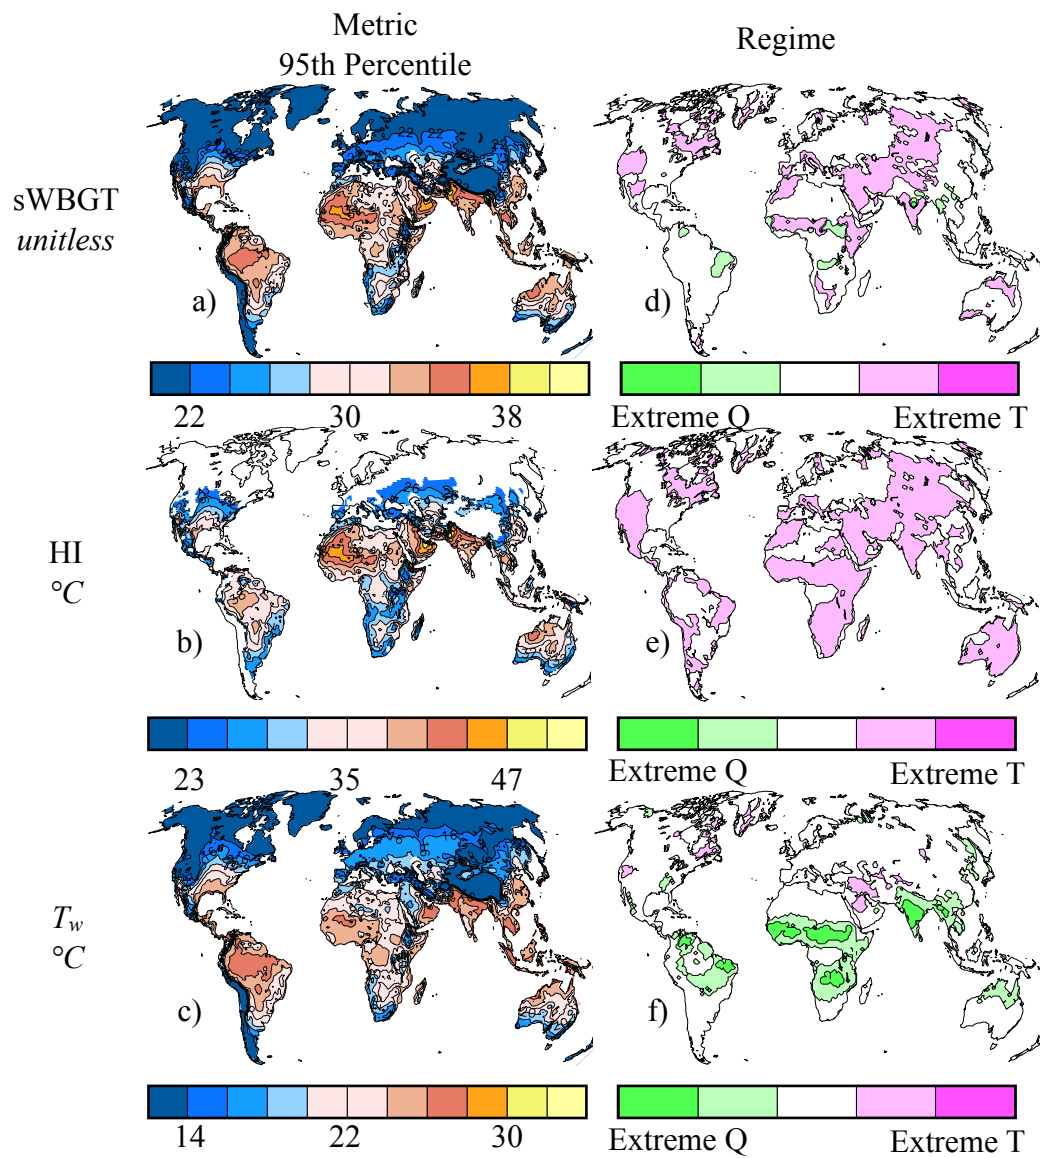 Metric
95th Percentile
Regime
sWBGT
unitless
a)
d)
22 30 38
Extreme Q Extreme T
HI
°C
b)
e)
23 35 47
Extreme Q Extreme T
Tw
°C
c)
f)
14 22 30
Extreme Q Extreme T